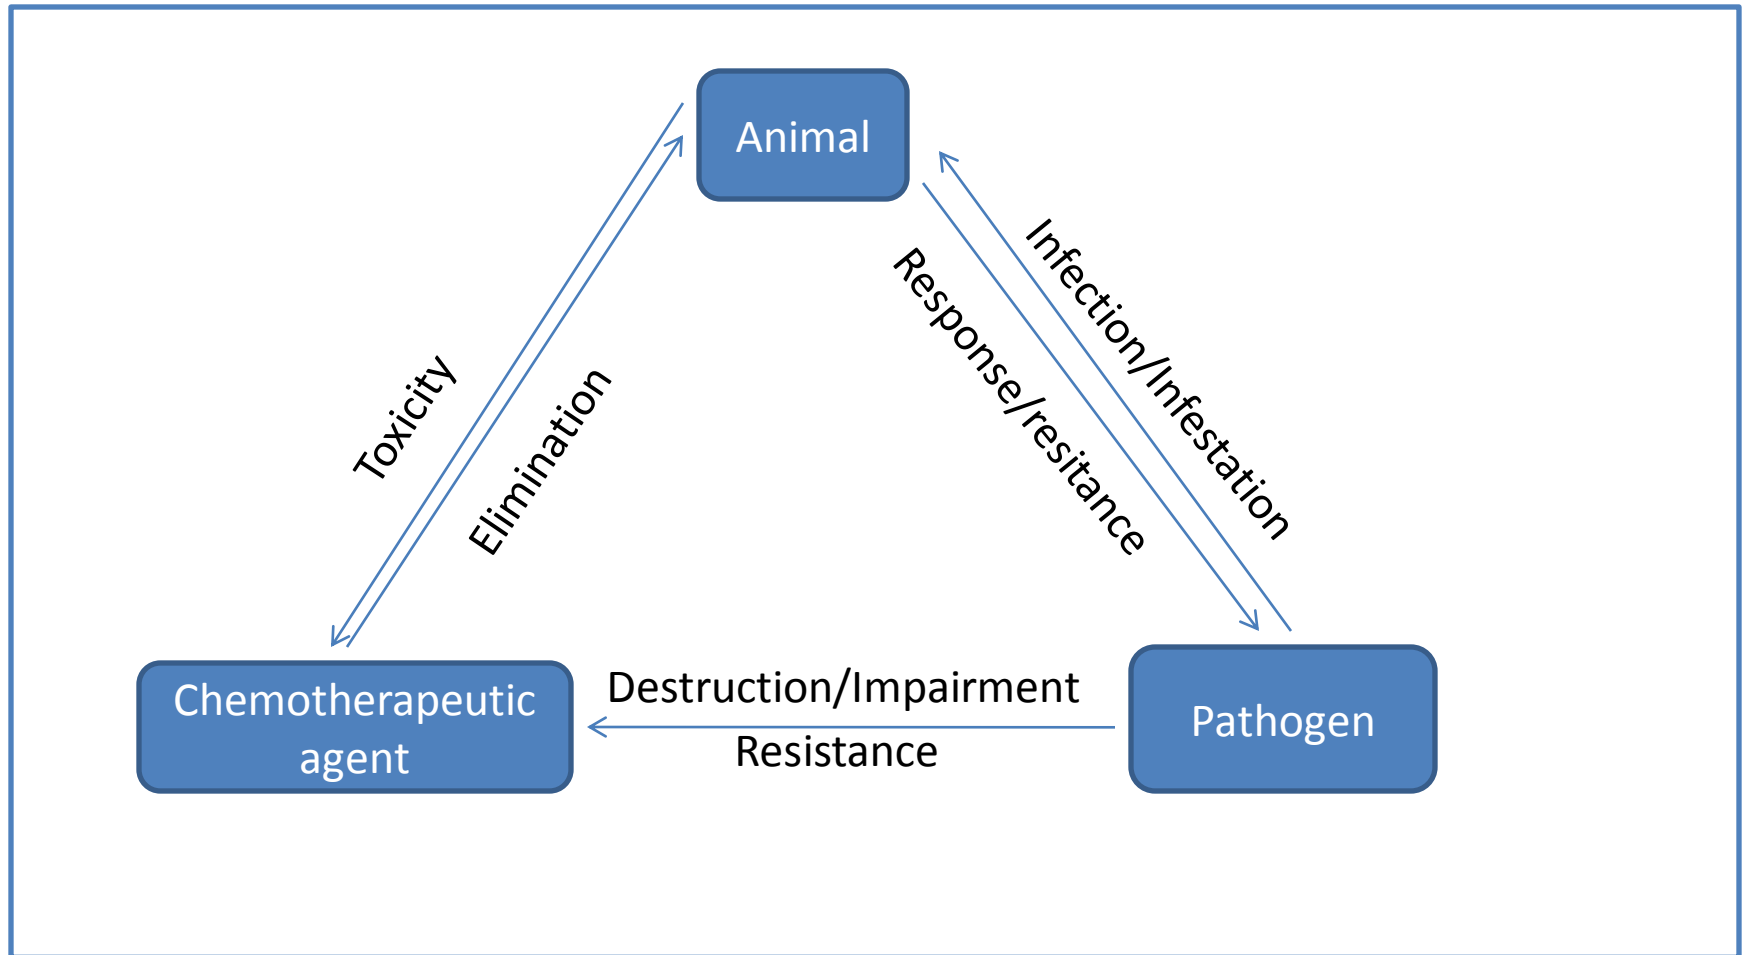 Animal
Infection/Infestation
Response/resitance
Toxicity
Elimination
Chemotherapeutic
agent
Destruction/Impairment
Resistance
Pathogen